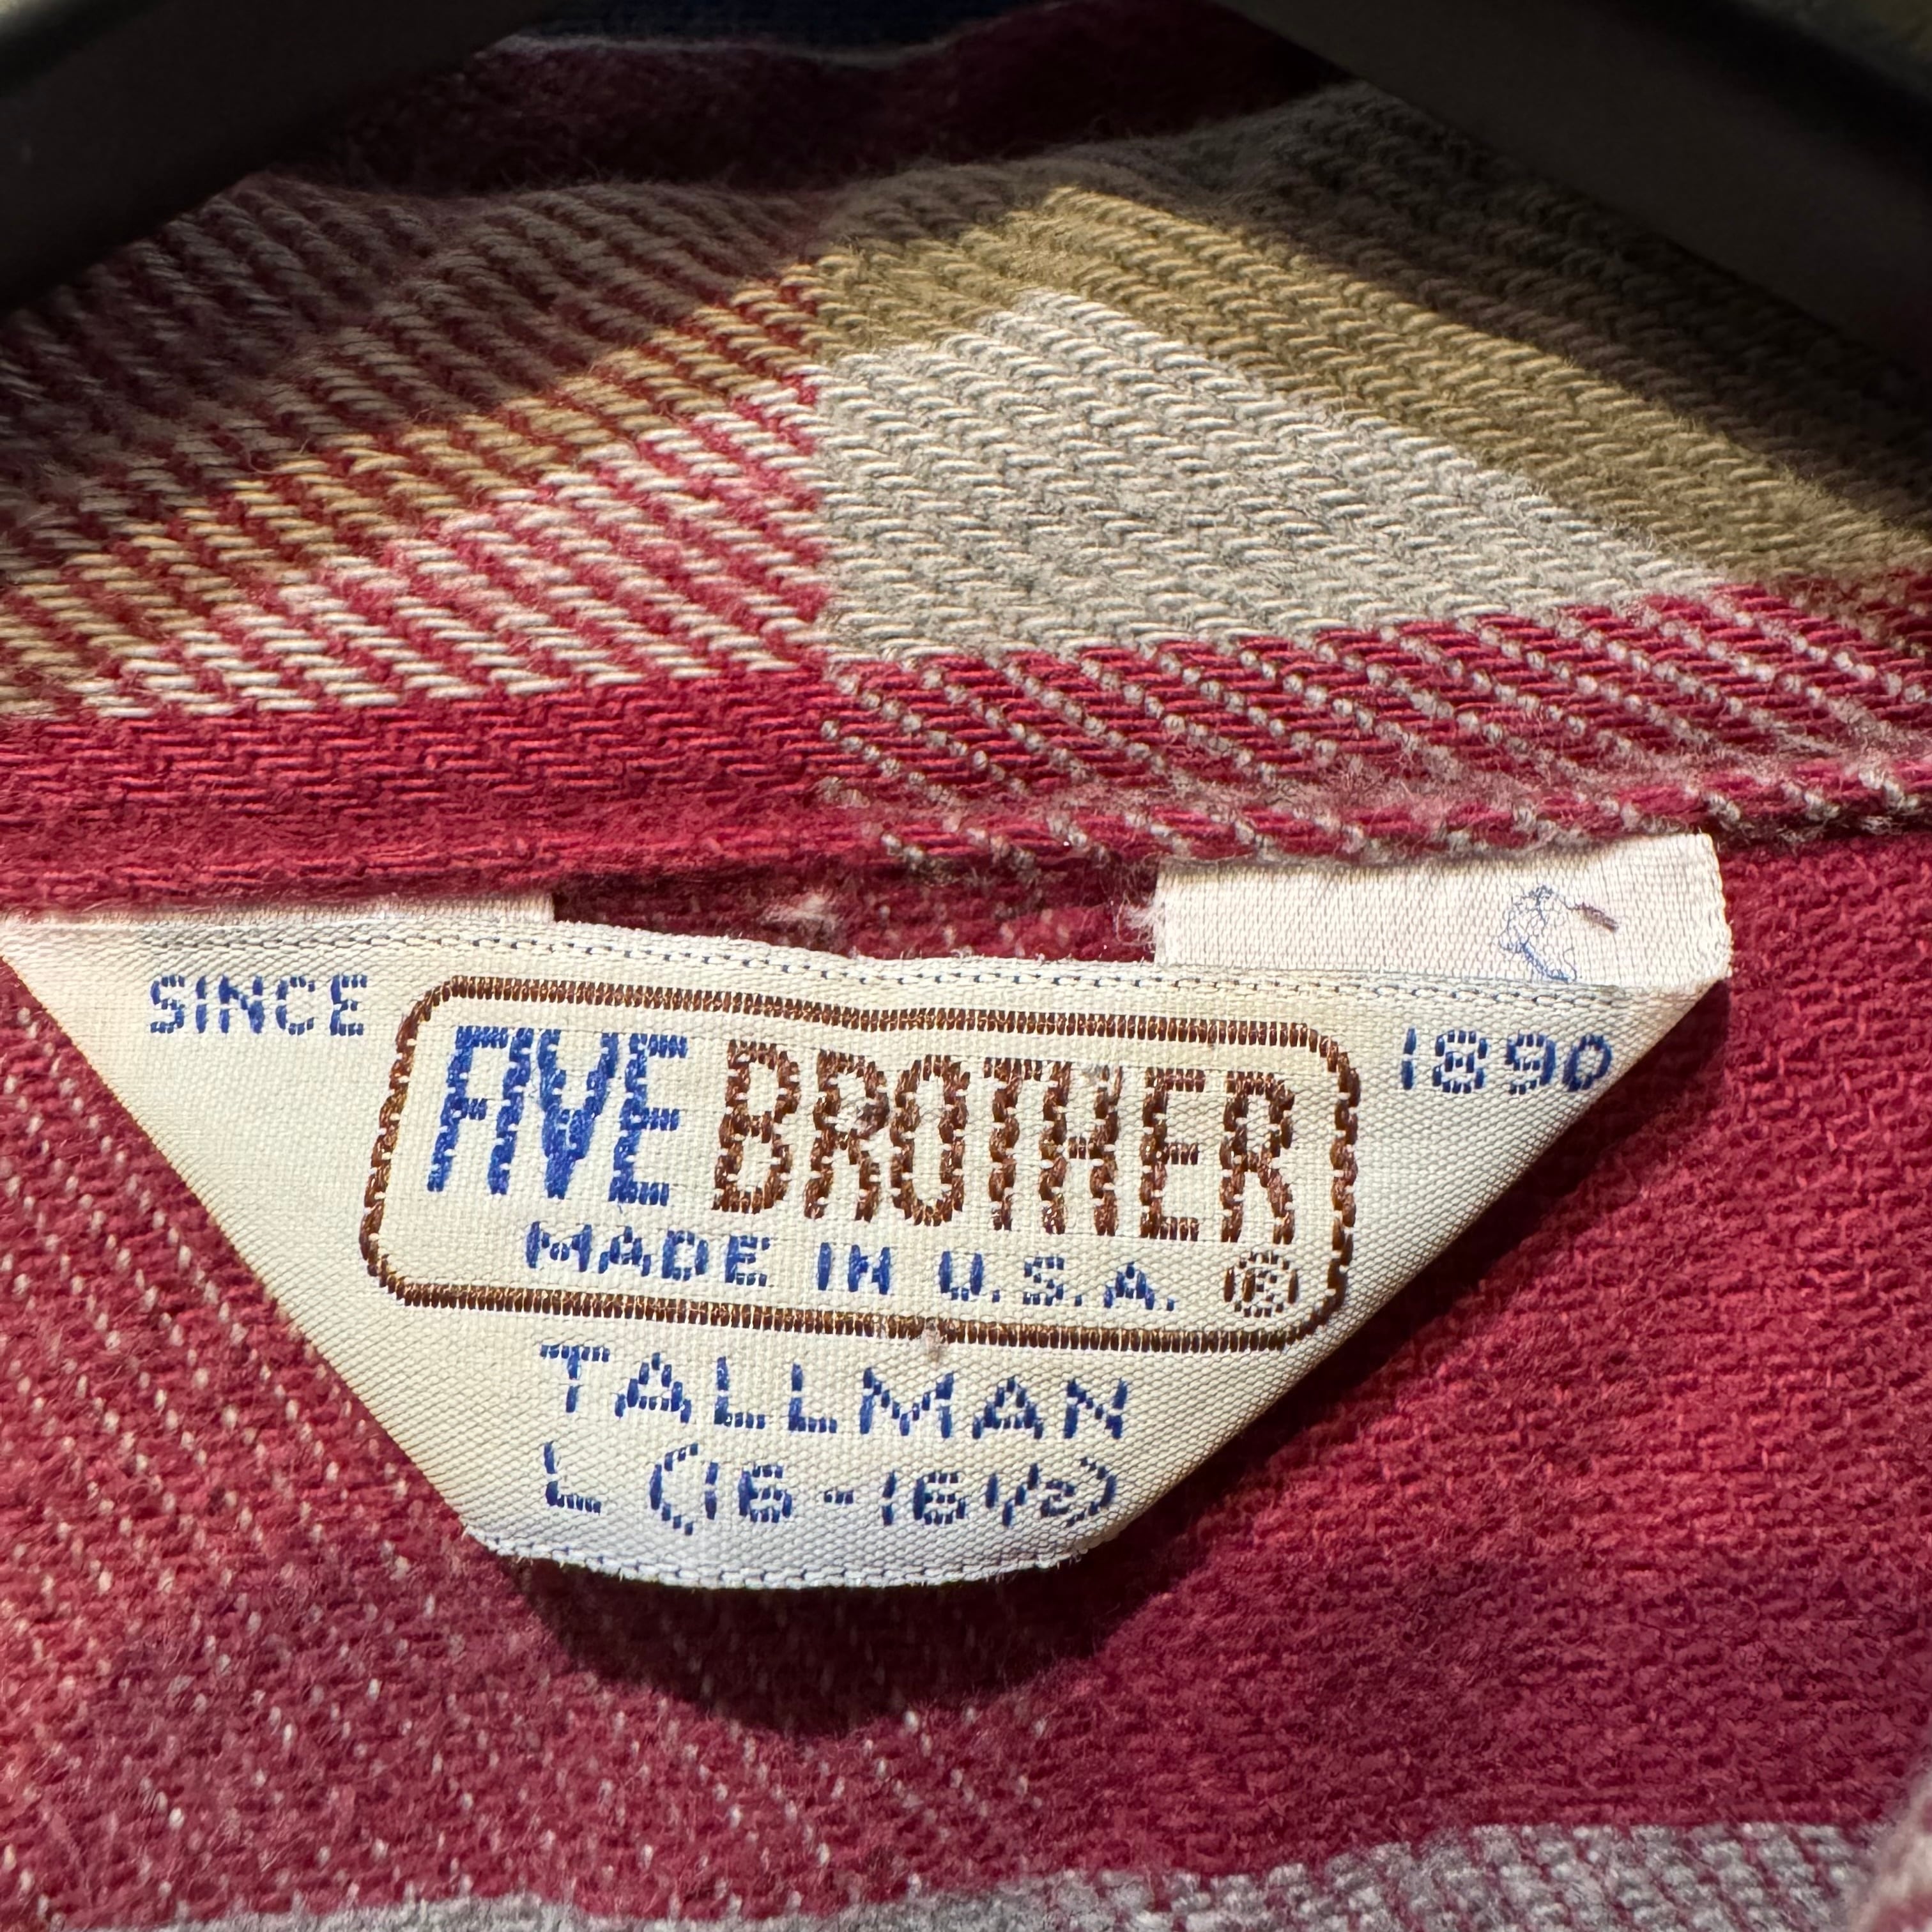 SINCE 1890
FIVE BROTHER
MADE IN U.S.A. ®
TALLMAN
L (16-16½)